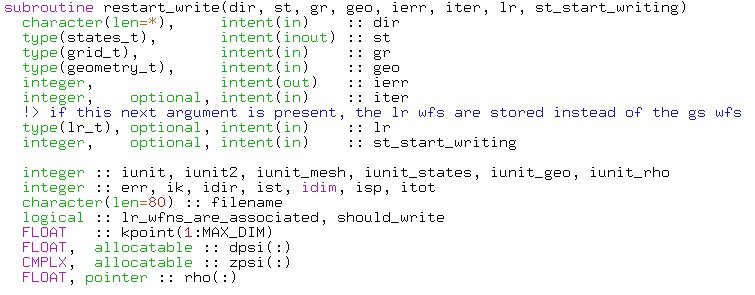 subroutine restart_write(dir, st, gr, geo, ierr, iter, lr, st_start_writing)
  character(len=*),      intent(in)    :: dir
  type(states_t),        intent(inout) :: st
  type(grid_t),          intent(in)    :: gr
  type(geometry_t),      intent(in)    :: geo
  integer,               intent(out)   :: ierr
  integer,     optional, intent(in)    :: iter
  !> if this next argument is present, the lr wfs are stored instead of the gs wfs
  type(lr_t),  optional, intent(in)    :: lr
  integer,     optional, intent(in)    :: st_start_writing

  integer :: iunit, iunit2, iunit_mesh, iunit_states, iunit_geo, iunit_rho
  integer :: err, ik, idir, ist, idim, isp, itot
  character(len=80) :: filename
  logical :: lr_wfns_are_associated, should_write
  FLOAT   :: kpoint(1:MAX_DIM)
  FLOAT,  allocatable :: dpsi(:)
  CMPLX,  allocatable :: zpsi(:)
  FLOAT, pointer :: rho(:)